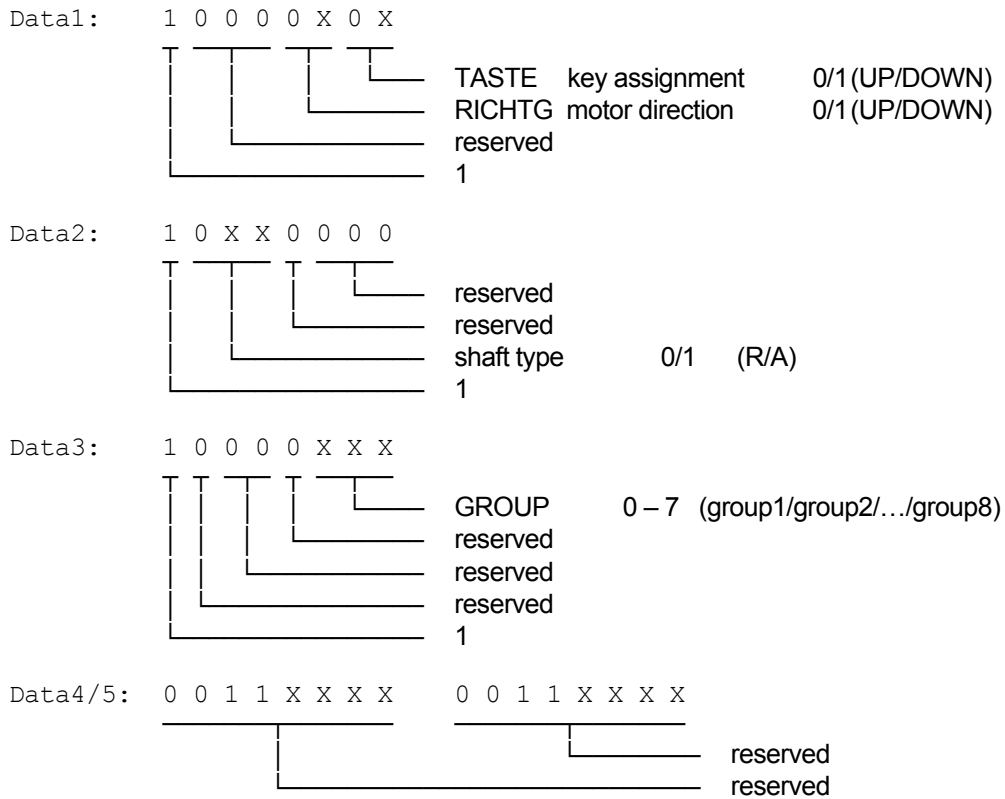 Data1: 1 0 0 0 0 X 0 X
TASTE key assignment 0/1 (UP/DOWN)
RICHTG motor direction 0/1 (UP/DOWN)
reserved
1
Data2: 1 0 X X 0 0 0 0
reserved
reserved
shaft type 0/1 (R/A)
1
Data3: 1 0 0 0 0 X X X
GROUP 0 – 7 (group1/group2/…/group8)
reserved
reserved
reserved
1
Data4/5: 0 0 1 1 X X X X 0 0 1 1 X X X X
reserved
reserved